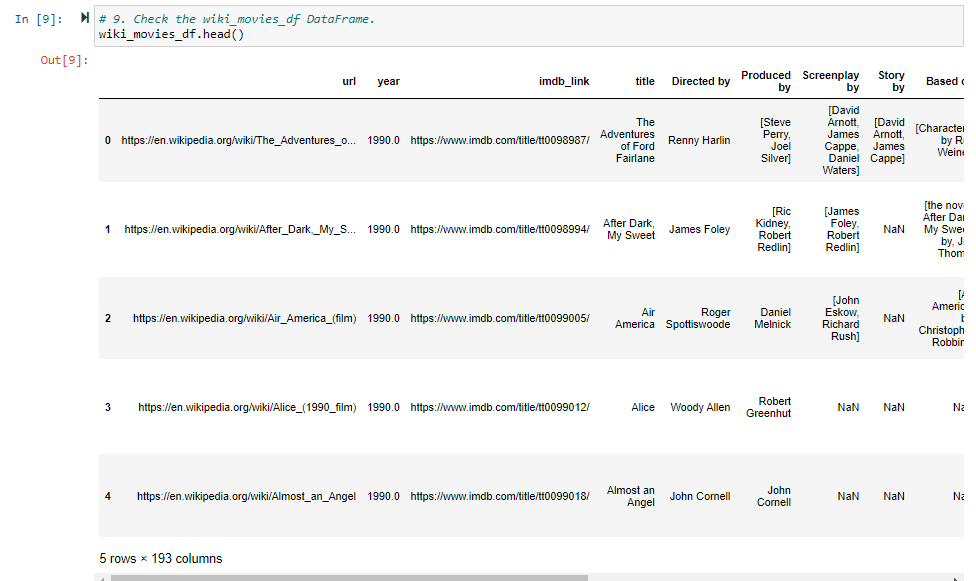 In [9]: # 9. Check the wiki_movies_df DataFrame.
wiki_movies_df.head()
Out[9]:
url year imdb_link title Directed by Produced by Screenplay by Story by Based
0 https://en.wikipedia.org/wiki/The_Adventures_o... 1990.0 https://www.imdb.com/title/tt0098987/ The Adventures of Ford Fairlane Renny Harlin [Steve Perry, Joel Silver] [David Arnott, James Cappe, Daniel Waters] [David Arnott, James Cappe] [Character by R Weine
1 https://en.wikipedia.org/wiki/After_Dark,_My_S... 1990.0 https://www.imdb.com/title/tt0098994/ After Dark, My Sweet James Foley [Ric Kidney, Robert Redlin] [James Foley, Robert Redlin] NaN [the nov After Da My Swe by, J Thom
2 https://en.wikipedia.org/wiki/Air_America_(film) 1990.0 https://www.imdb.com/title/tt0099005/ Air America Roger Spottiswoode Daniel Melnick [John Eskow, Richard Rush] NaN [ Americ Christoph Robbin
3 https://en.wikipedia.org/wiki/Alice_(1990_film) 1990.0 https://www.imdb.com/title/tt0099012/ Alice Woody Allen Robert Greenhut NaN NaN Na
4 https://en.wikipedia.org/wiki/Almost_an_Angel 1990.0 https://www.imdb.com/title/tt0099018/ Almost an Angel John Cornell John Cornell NaN NaN Na
5 rows × 193 columns